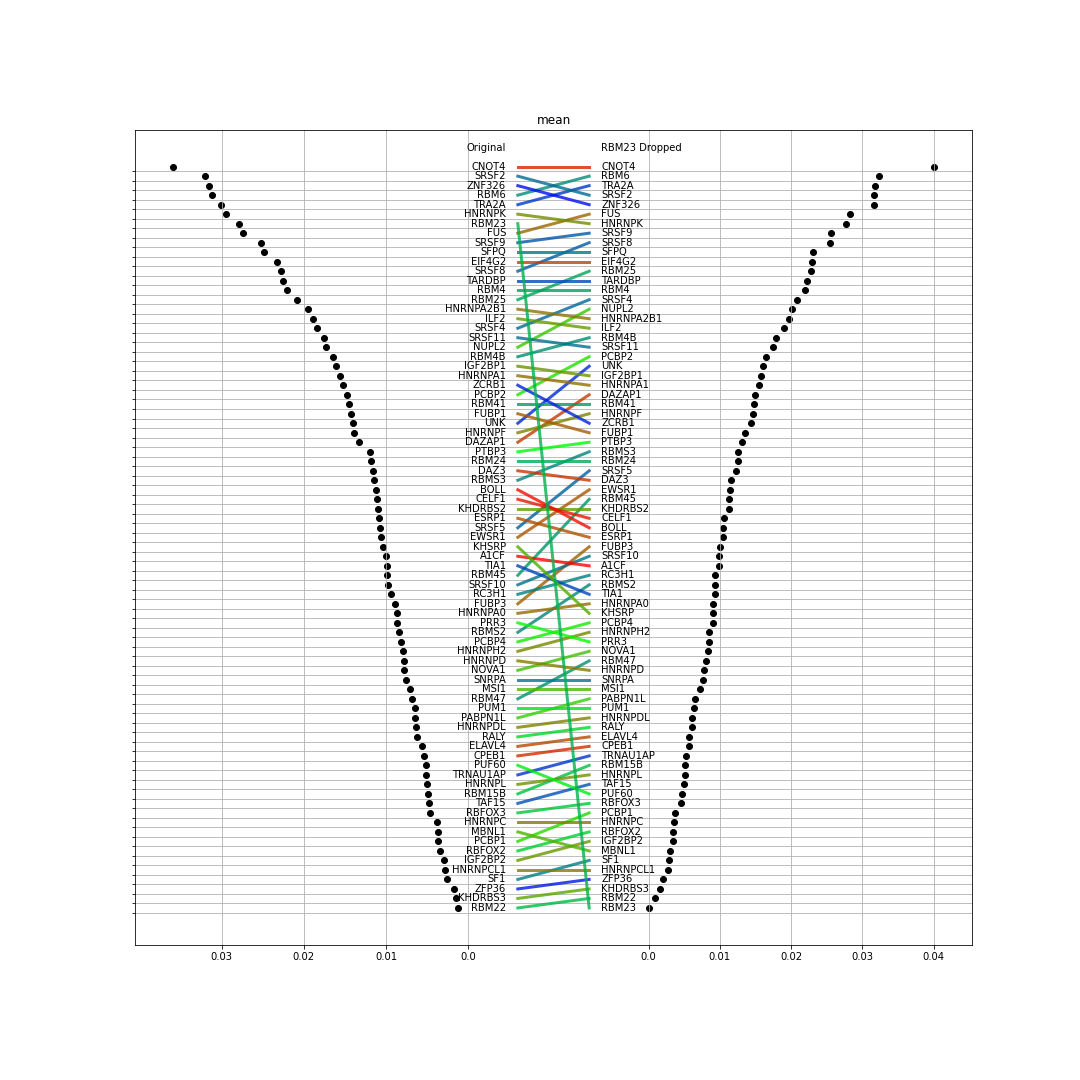 mean
Original RBM23 Dropped
CNOT4 CNOT4
SRSF2 RBM6
ZNF326 TRA2A
RBM6 SRSF2
TRA2A ZNF326
HNRNPK FUS
RBM23 HNRNPK
FUS SRSF9
SRSF9 SRSF8
SFPQ SFPQ
EIF4G2 EIF4G2
SRSF8 RBM25
TARDBP TARDBP
RBM4 RBM4
RBM25 SRSF4
HNRNPA2B1 NUPL2
ILF2 HNRNPA2B1
SRSF4 ILF2
SRSF11 RBM4B
NUPL2 SRSF11
RBM4B PCBP2
IGF2BP1 UNK
HNRNPA1 IGF2BP1
ZCRB1 HNRNPA1
PCBP2 DAZAP1
RBM41 RBM41
FUBP1 HNRNPF
UNK ZCRB1
HNRNPF FUBP1
DAZAP1 PTBP3
PTBP3 RBMS3
RBM24 RBM24
DAZ3 SRSF5
RBMS3 DAZ3
BOLL EWSR1
CELF1 RBM45
KHDRBS2 KHDRBS2
ESRP1 CELF1
SRSF5 BOLL
EWSR1 ESRP1
KHSRP FUBP3
A1CF SRSF10
TIA1 A1CF
RBM45 RC3H1
SRSF10 RBMS2
RC3H1 TIA1
FUBP3 HNRNPA0
HNRNPA0 KHSRP
PRR3 PCBP4
RBMS2 HNRNPH2
PCBP4 PRR3
HNRNPH2 NOVA1
HNRNPD RBM47
NOVA1 HNRNPD
SNRPA SNRPA
MSI1 MSI1
RBM47 PABPN1L
PUM1 PUM1
PABPN1L HNRNPDL
HNRNPDL RALY
RALY ELAVL4
ELAVL4 CPEB1
CPEB1 TRNAU1AP
PUF60 RBM15B
TRNAU1AP HNRNPL
HNRNPL TAF15
RBM15B PUF60
TAF15 RBFOX3
RBFOX3 PCBP1
HNRNPC HNRNPC
MBNL1 RBFOX2
PCBP1 IGF2BP2
RBFOX2 MBNL1
IGF2BP2 SF1
HNRNPCL1 HNRNPCL1
SF1 ZFP36
ZFP36 KHDRBS3
KHDRBS3 RBM22
RBM22 RBM23
0.03 0.02 0.01 0.0 0.0 0.01 0.02 0.03 0.04